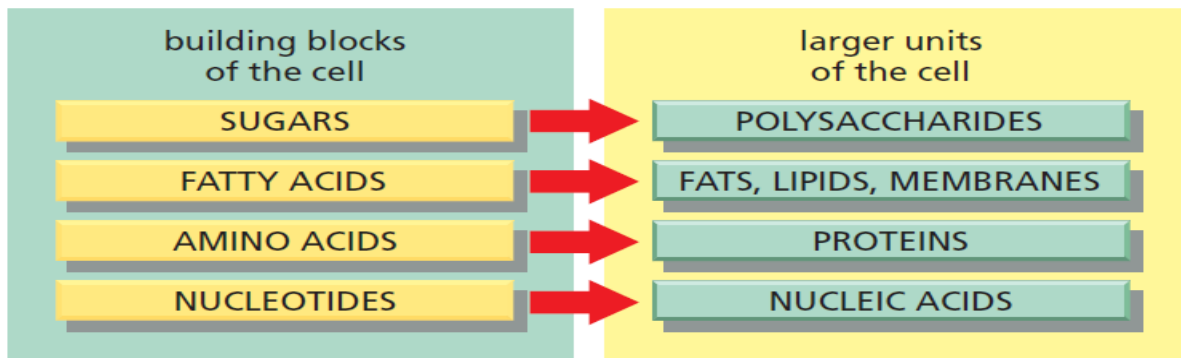 building blocks
of the cell
larger units
of the cell
SUGARS
POLYSACCHARIDES
FATTY ACIDS
FATS, LIPIDS, MEMBRANES
AMINO ACIDS
PROTEINS
NUCLEOTIDES
NUCLEIC ACIDS